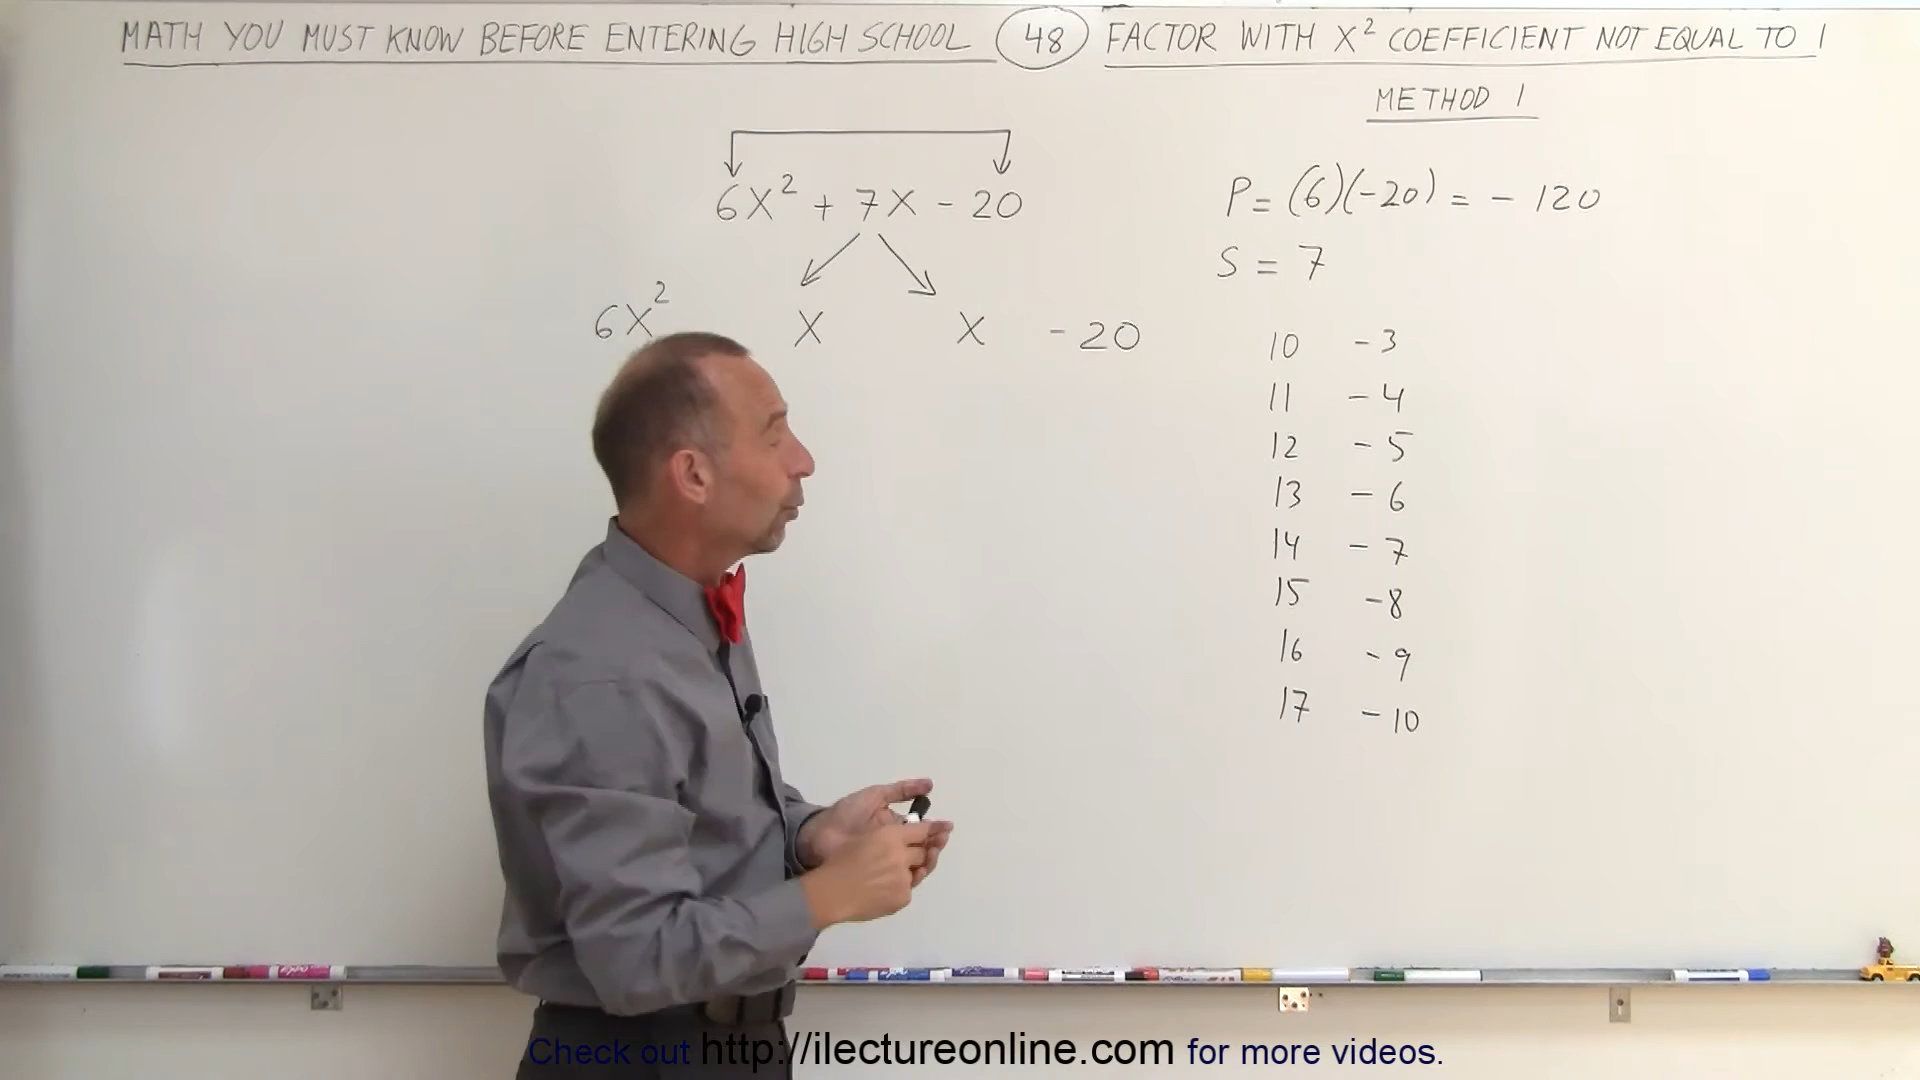 MATH YOU MUST KNOW BEFORE ENTERING HIGH SCHOOL 48 FACTOR WITH X² COEFFICIENT NOT EQUAL TO 1
METHOD 1
6X² + 7X - 20
P = (6)(-20) = - 120
S = 7
6X² X X - 20
10 - 3
11 - 4
12 - 5
13 - 6
14 - 7
15 - 8
16 - 9
17 - 10
Check out http://ilectureonline.com for more videos.